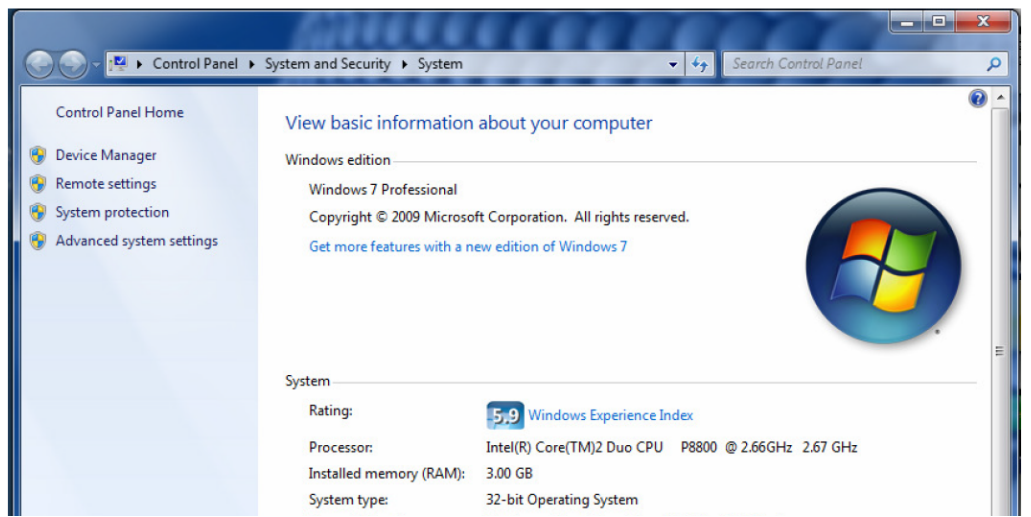 Control Panel System and Security System
Search Control Panel
Control Panel Home
Device Manager
Remote settings
System protection
Advanced system settings
View basic information about your computer
Windows edition
Windows 7 Professional
Copyright © 2009 Microsoft Corporation. All rights reserved.
Get more features with a new edition of Windows 7
System
Rating: 5,9 Windows Experience Index
Processor: Intel(R) Core(TM)2 Duo CPU P8800 @ 2.66GHz 2.67 GHz
Installed memory (RAM): 3.00 GB
System type: 32-bit Operating System